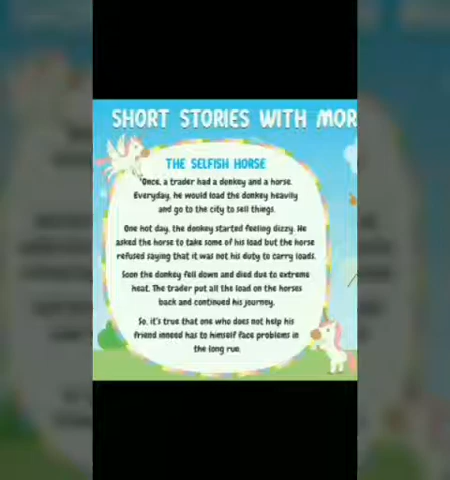 SHORT STORIES WITH MOR
THE SELFISH HORSE
Once, a trader had a donkey and a horse.
Everyday, he would load the donkey heavily
and go to the city to sell things.
One hot day, the donkey started feeling dizzy. He
asked the horse to take some of his load but the horse
refused saying that it was not his duty to carry loads.
Soon the donkey fell down and died due to extreme
heat. The trader put all the load on the horses
back and continued his journey.
So, it's true that one who does not help his
friend inneed has to himself face problems in
the long run.